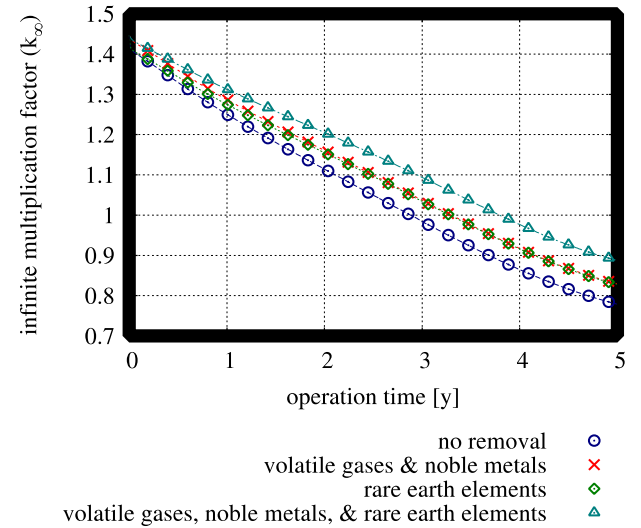 infinite multiplication factor (k∞)
1.5
1.4
1.3
1.2
1.1
1
0.9
0.8
0.7
0 1 2 3 4 5
operation time [y]
no removal
volatile gases & noble metals
rare earth elements
volatile gases, noble metals, & rare earth elements